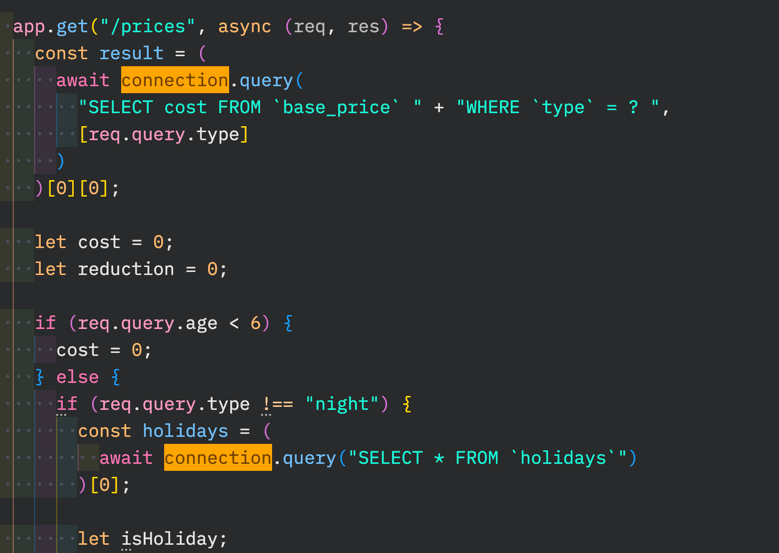 app.get("/prices", async (req, res) => {
const result = (
await connection.query(
"SELECT cost FROM `base_price` " + "WHERE `type` = ? ",
[req.query.type]
)
)[0][0];
let cost = 0;
let reduction = 0;
if (req.query.age < 6) {
cost = 0;
} else {
if (req.query.type !== "night") {
const holidays = (
await connection.query("SELECT * FROM `holidays`")
)[0];
let isHoliday;